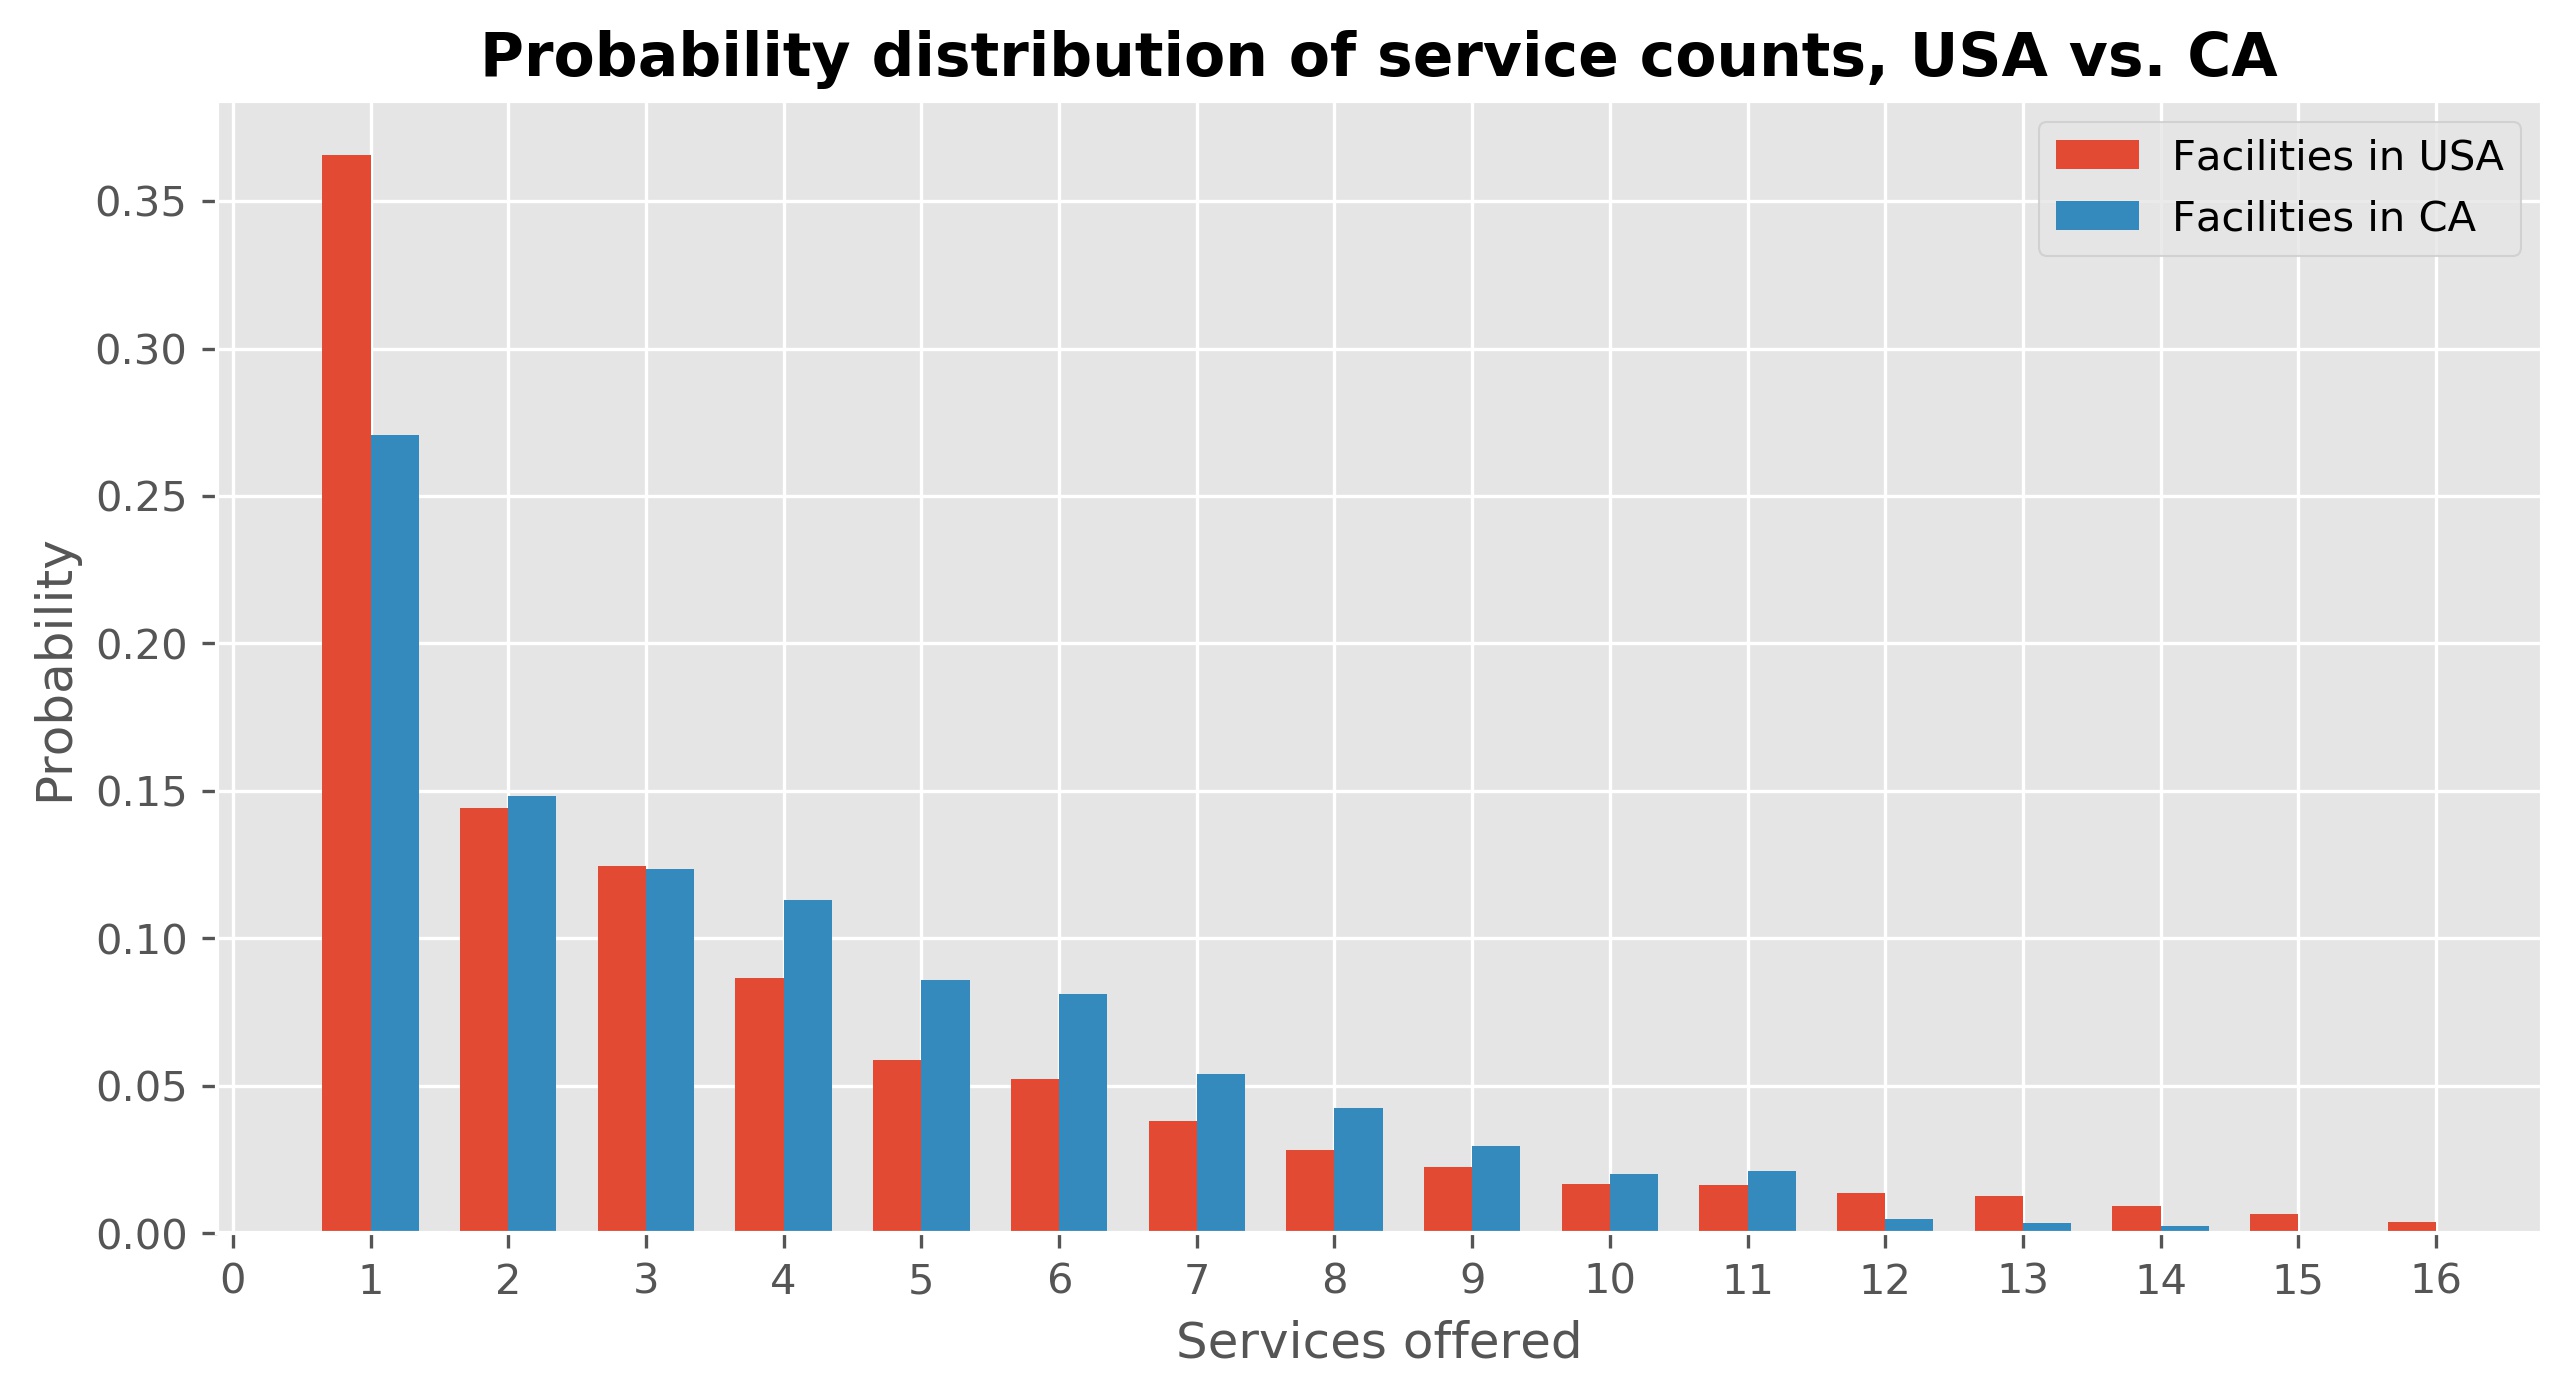 Probability distribution of service counts, USA vs. CA
Facilities in USA
Facilities in CA
Probability
0.35
0.30
0.25
0.20
0.15
0.10
0.05
0.00
0 1 2 3 4 5 6 7 8 9 10 11 12 13 14 15 16
Services offered